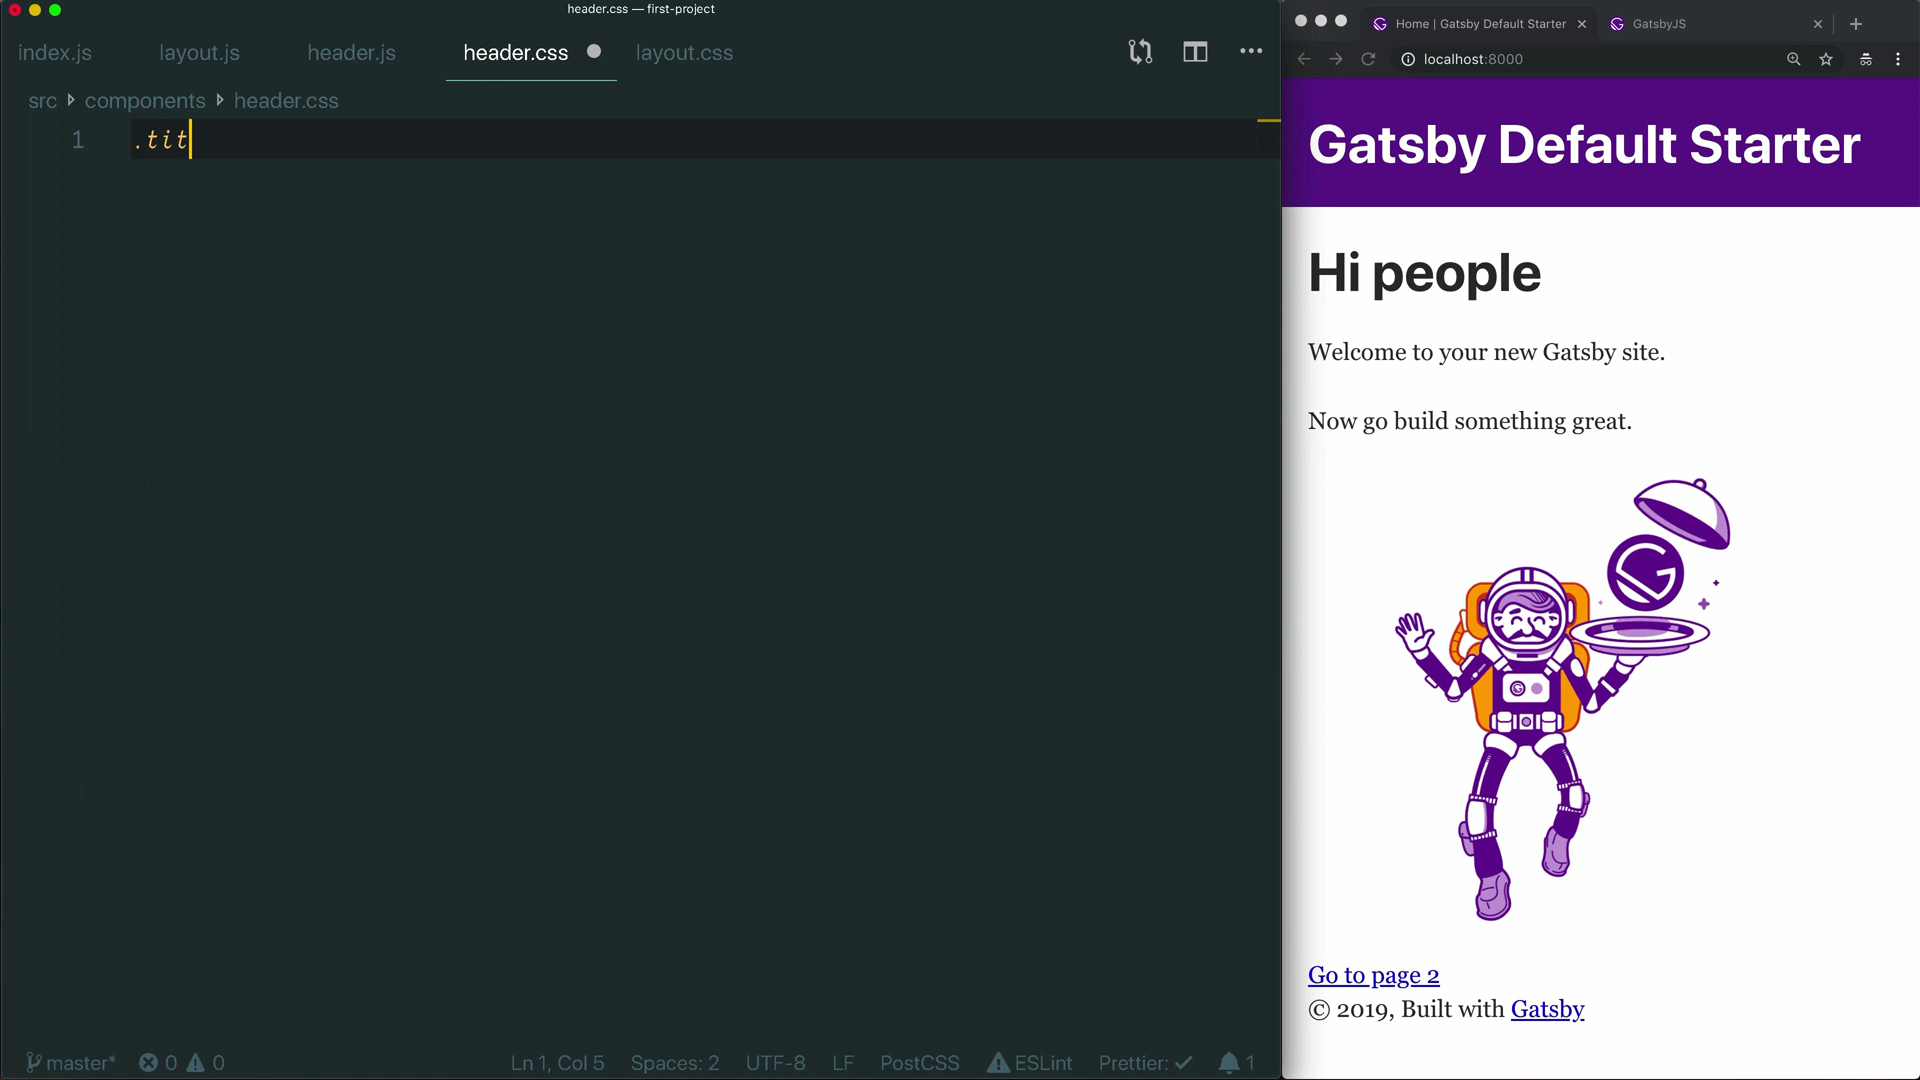 header.css — first-project
index.js layout.js header.js header.css layout.css
src components header.css
1 .tit
Ln 1, Col 5 Spaces: 2 UTF-8 LF PostCSS ESLint Prettier: 1
master* 0 0
Home | Gatsby Default Starter GatsbyJS
localhost:8000
Gatsby Default Starter
Hi people
Welcome to your new Gatsby site.
Now go build something great.
Go to page 2
© 2019, Built with Gatsby